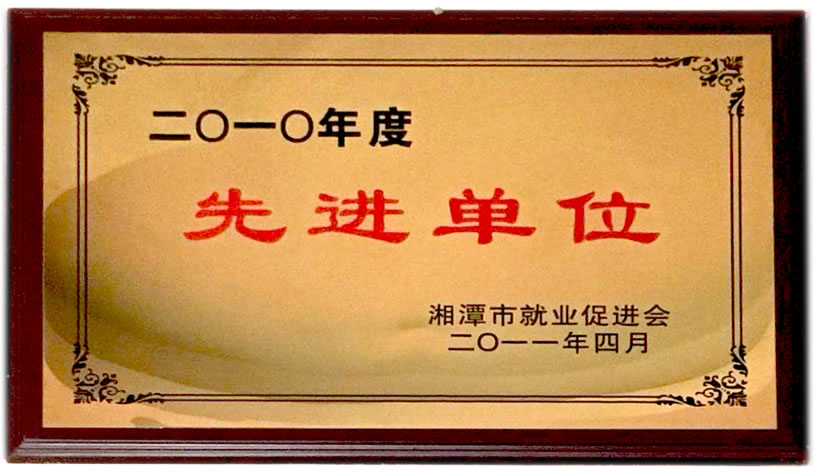 二〇一〇年度
先进单位
湘潭市就业促进会
二〇一一年四月